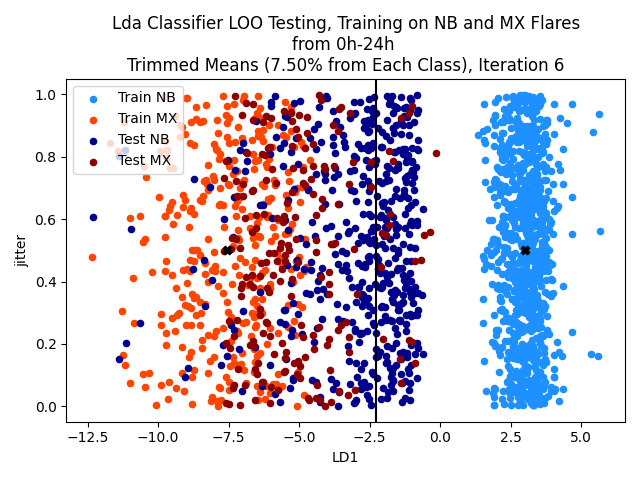 Lda Classifier LOO Testing, Training on NB and MX Flares
from 0h-24h
Trimmed Means (7.50% from Each Class), Iteration 6
Train NB
Train MX
Test NB
Test MX
jitter
1.0
0.8
0.6
0.4
0.2
0.0
−12.5
−10.0
−7.5
−5.0
−2.5
0.0
2.5
5.0
LD1